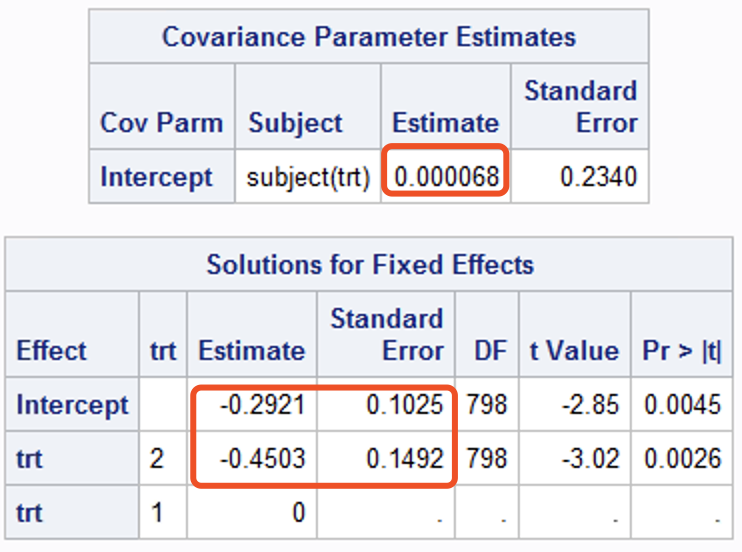 Covariance Parameter Estimates
Standard
Cov Parm Subject Estimate Error
Intercept subject(trt) 0.000068 0.2340
Solutions for Fixed Effects
Standard
Effect trt Estimate Error DF t Value Pr > |t|
Intercept -0.2921 0.1025 798 -2.85 0.0045
trt 2 -0.4503 0.1492 798 -3.02 0.0026
trt 1 0 . . . .